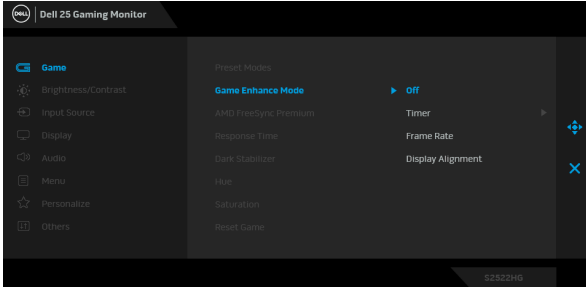 DELL
Dell 25 Gaming Monitor
Game
Brightness/Contrast
Input Source
Display
Audio
Menu
Personalize
Others
Preset Modes
Game Enhance Mode
AMD FreeSync Premium
Response Time
Dark Stabilizer
Hue
Saturation
Reset Game
Off
Timer
Frame Rate
Display Alignment
S2522HG